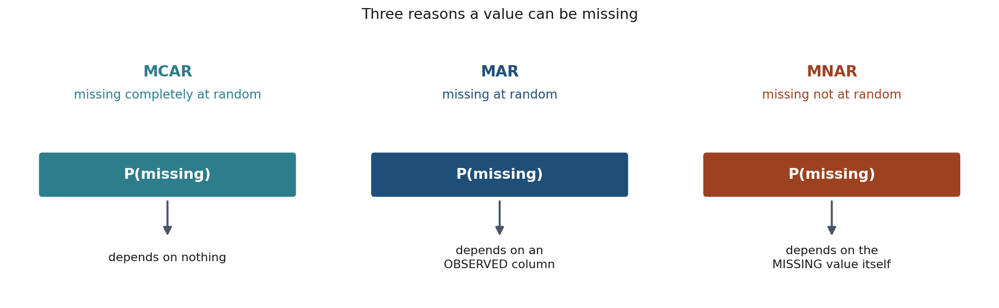 Three reasons a value can be missing
MCAR
missing completely at random
P(missing)
depends on nothing
MAR
missing at random
P(missing)
depends on an
OBSERVED column
MNAR
missing not at random
P(missing)
depends on the
MISSING value itself